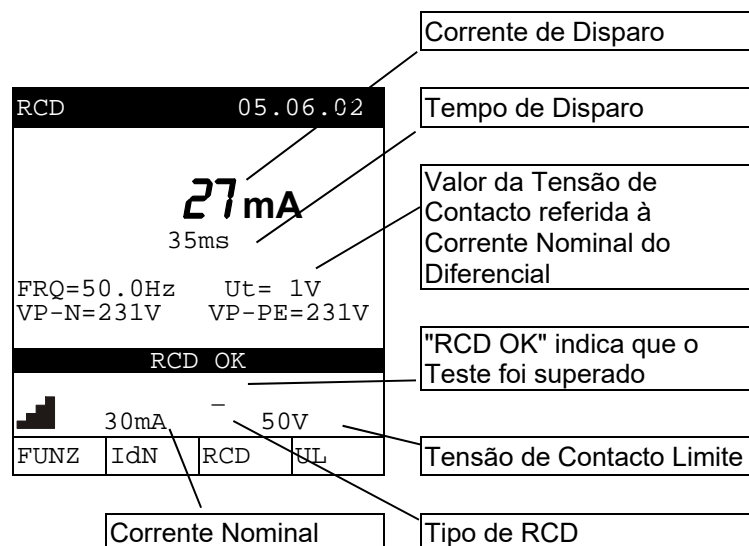 Corrente de Disparo
RCD 05.06.02
Tempo de Disparo
27 mA
35ms
Valor da Tensão de
Contacto referida à
Corrente Nominal do
Diferencial
FRQ=50.0Hz Ut= 1V
VP-N=231V VP-PE=231V
RCD OK
"RCD OK" indica que o
Teste foi superado
30mA 50V
FUNZ IdN RCD UL
Tensão de Contacto Limite
Corrente Nominal
Tipo de RCD